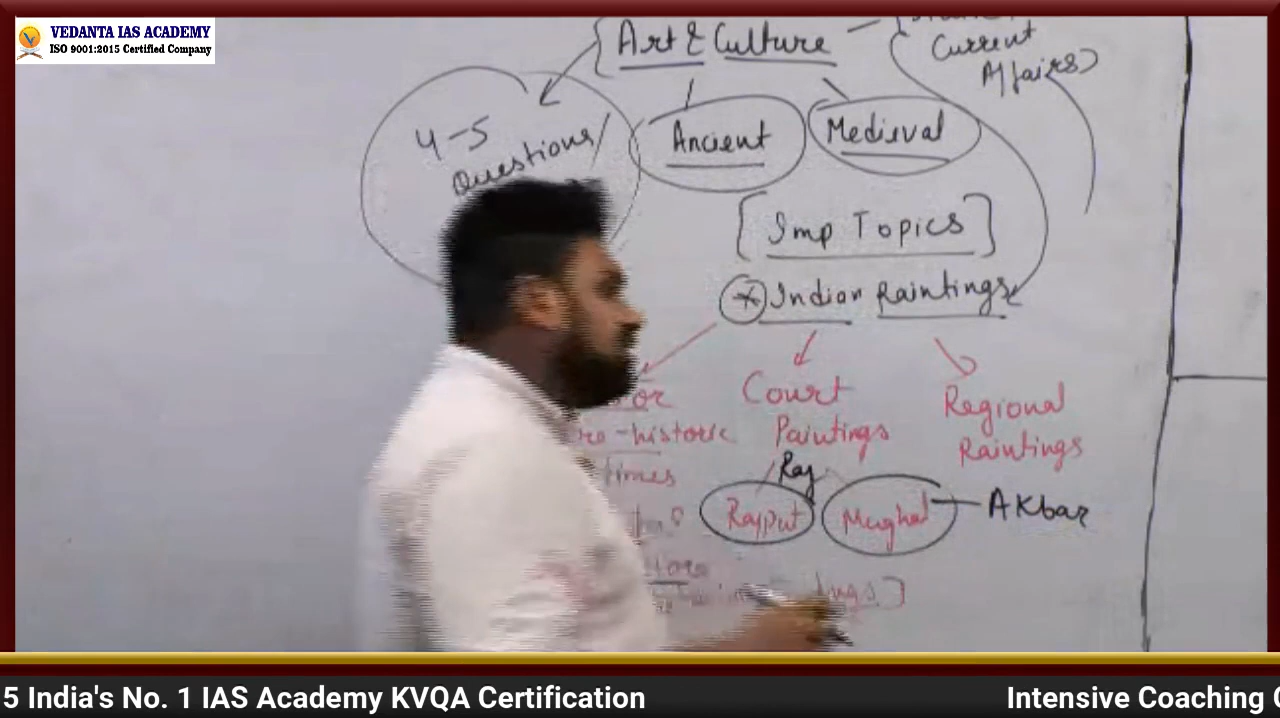 VEDANTA IAS ACADEMY
ISO 9001:2015 Certified Company
Art & Culture
Current
Affairs)
4-5
Questions
Ancient
Medieval
[Imp Topics]
Indian Paintings
or
historic
times
Court
Paintings
Regional
Paintings
Raj
Rajput
Mughal
Akbar
5 India's No. 1 IAS Academy KVQA Certification
Intensive Coaching